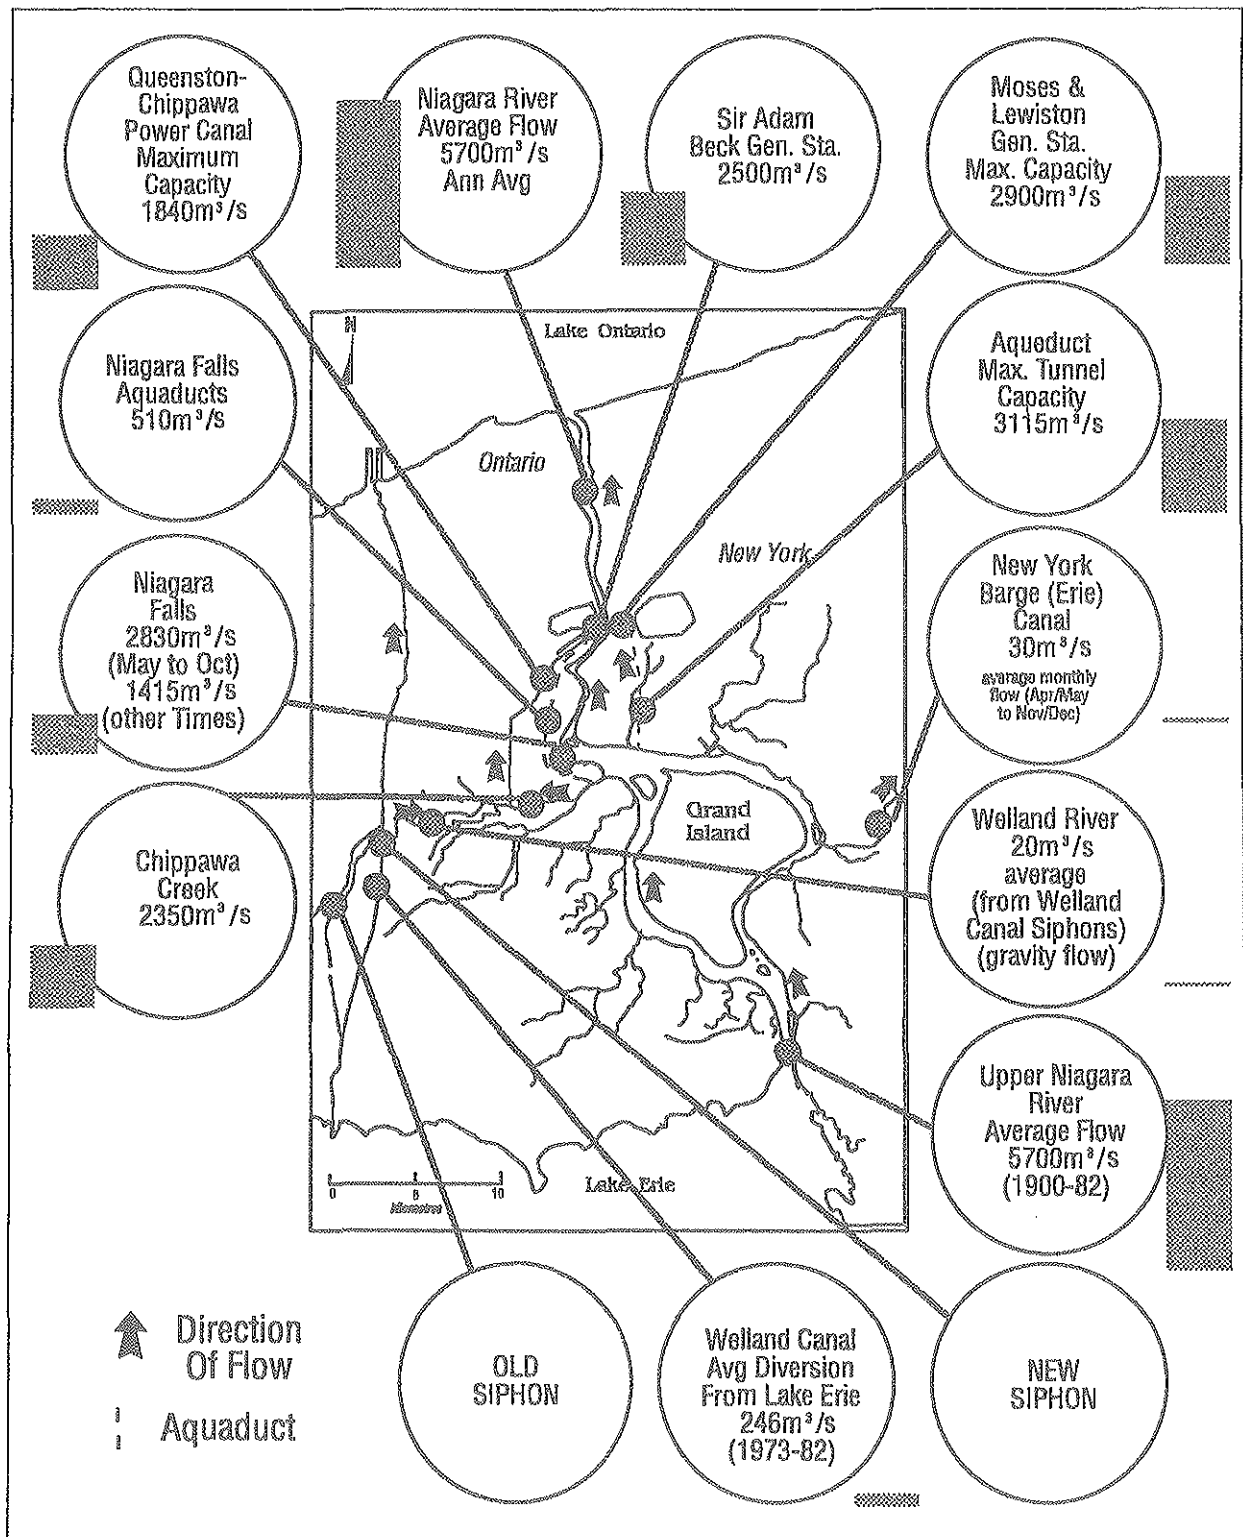 Queenston-
Chippawa
Power Canal
Maximum
Capacity
1840m³/s
Niagara River
Average Flow
5700m³/s
Ann Avg
Sir Adam
Beck Gen. Sta.
2500m³/s
Moses &
Lewiston
Gen. Sta.
Max. Capacity
2900m³/s
Niagara Falls
Aquaducts
510m³/s
Aqueduct
Max. Tunnel
Capacity
3115m³/s
Niagara
Falls
2830m³/s
(May to Oct)
1415m³/s
(other Times)
New York
Barge (Erie)
Canal
30m³/s
average monthly
flow (Apr/May
to Nov/Dec)
Chippawa
Creek
2350m³/s
Welland River
20m³/s
average
(from Welland
Canal Siphons)
(gravity flow)
Upper Niagara
River
Average Flow
5700m³/s
(1900-82)
N
Lake Ontario
Ontario
New York
Grand
Island
Lake Erie
0 5 10
Kilometres
OLD
SIPHON
Welland Canal
Avg Diversion
From Lake Erie
246m³/s
(1973-82)
NEW
SIPHON
Direction
Of Flow
Aquaduct